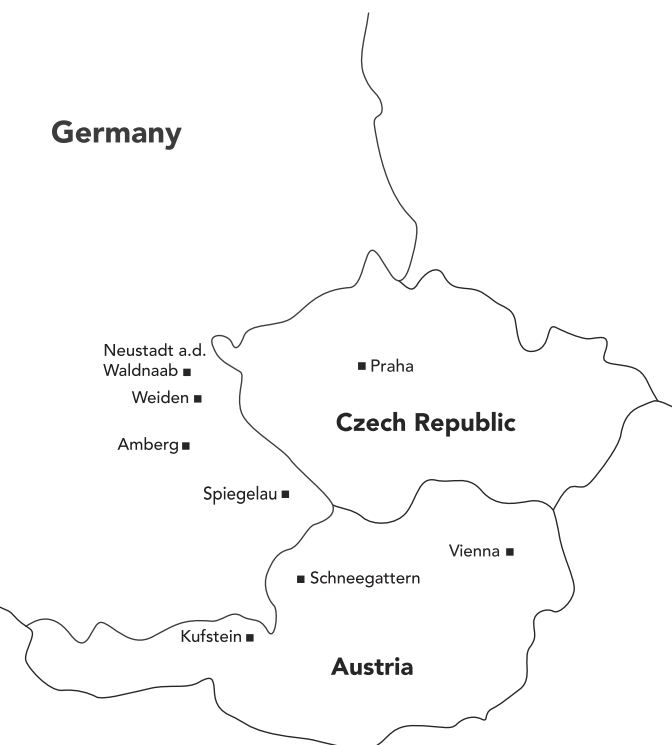 Germany
Neustadt a.d.
Waldnaab
Praha
Weiden
Czech Republic
Amberg
Spiegelau
Vienna
Schneegattern
Kufstein
Austria